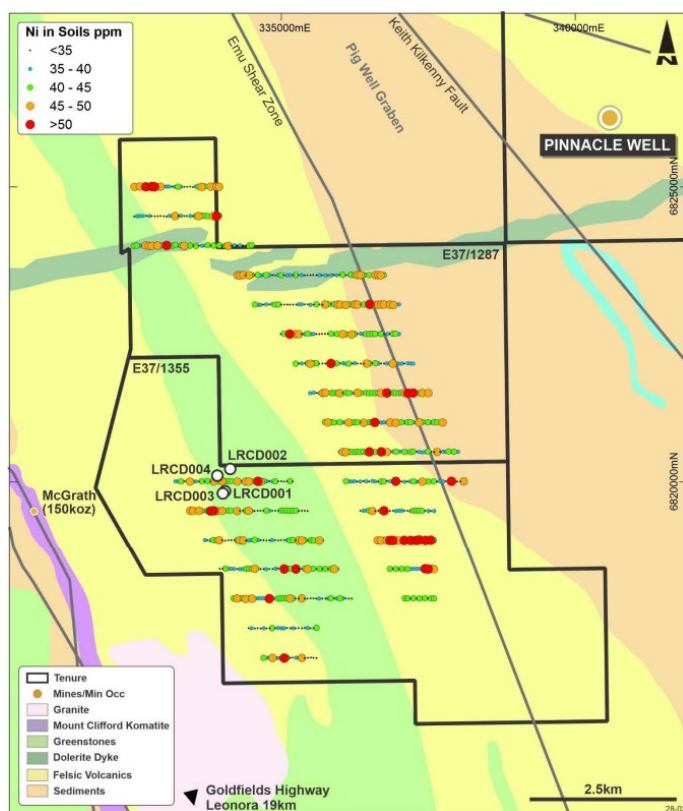 Ni in Soils ppm
<35
35 - 40
40 - 45
45 - 50
>50
335000mE
340000mE
Emu Shear Zone
Pig Well Graben
Keith Kilkenny Fault
N
PINNACLE WELL
6825000mN
E37/1287
E37/1355
LRCD002
LRCD004
LRCD003
LRCD001
6820000mN
McGrath
(150koz)
Tenure
Mines/Min Occ
Granite
Mount Clifford Komatite
Greenstones
Dolerite Dyke
Felsic Volcanics
Sediments
Goldfields Highway
Leonora 19km
2.5km